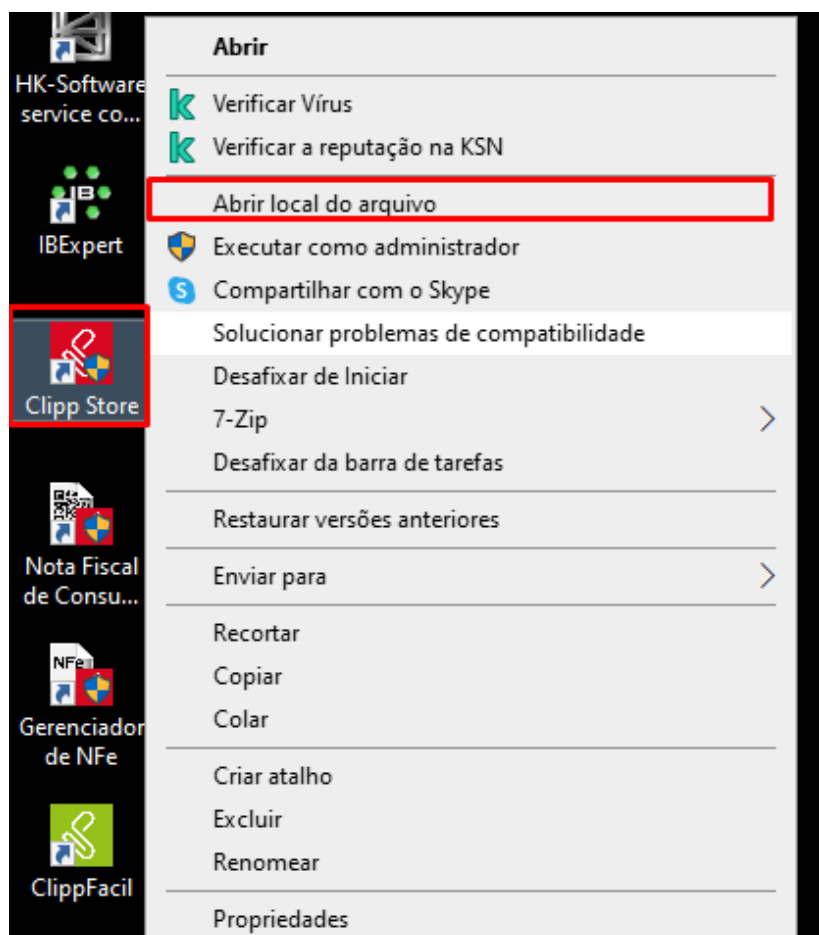 HK-Software
service co...
IBExpert
Clipp Store
Nota Fiscal
de Consu...
NFe
Gerenciador
de NFe
ClippFacil
Abrir
Verificar Vírus
Verificar a reputação na KSN
Abrir local do arquivo
Executar como administrador
Compartilhar com o Skype
Solucionar problemas de compatibilidade
Desafixar de Iniciar
7-Zip
Desafixar da barra de tarefas
Restaurar versões anteriores
Enviar para
Recortar
Copiar
Colar
Criar atalho
Excluir
Renomear
Propriedades